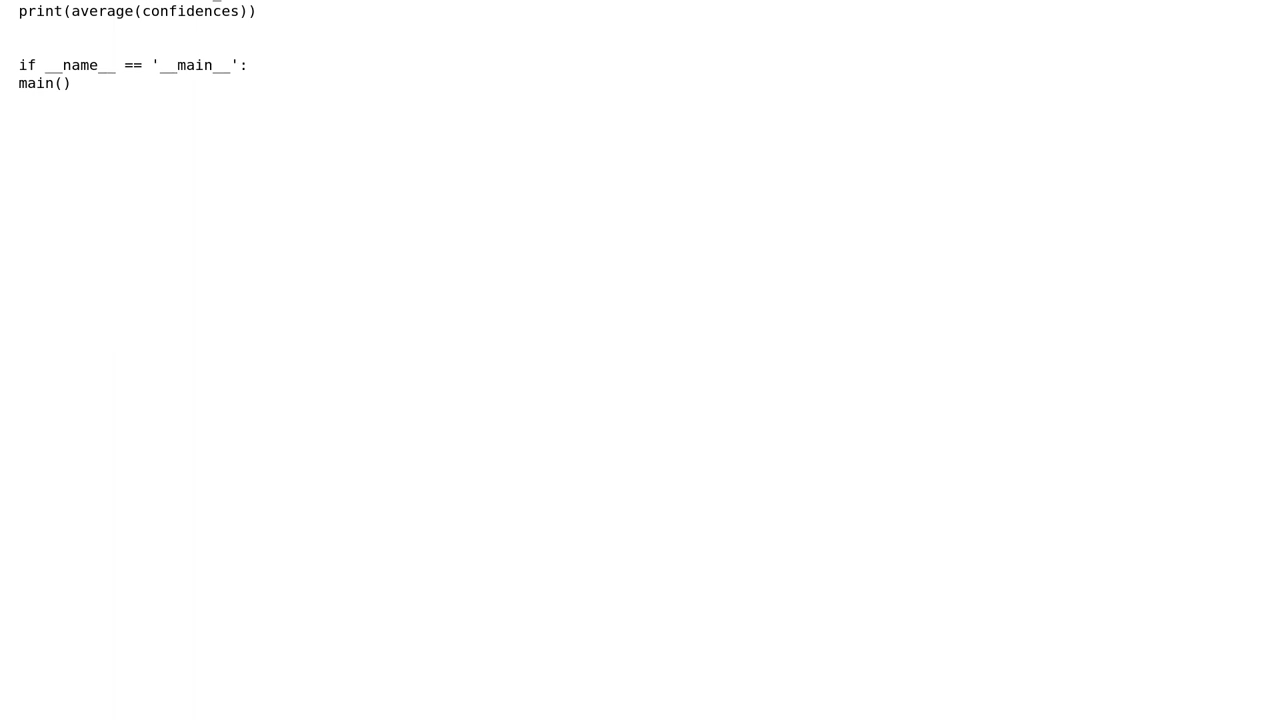 print(average(confidences))
if __name__ == '__main__':
main()